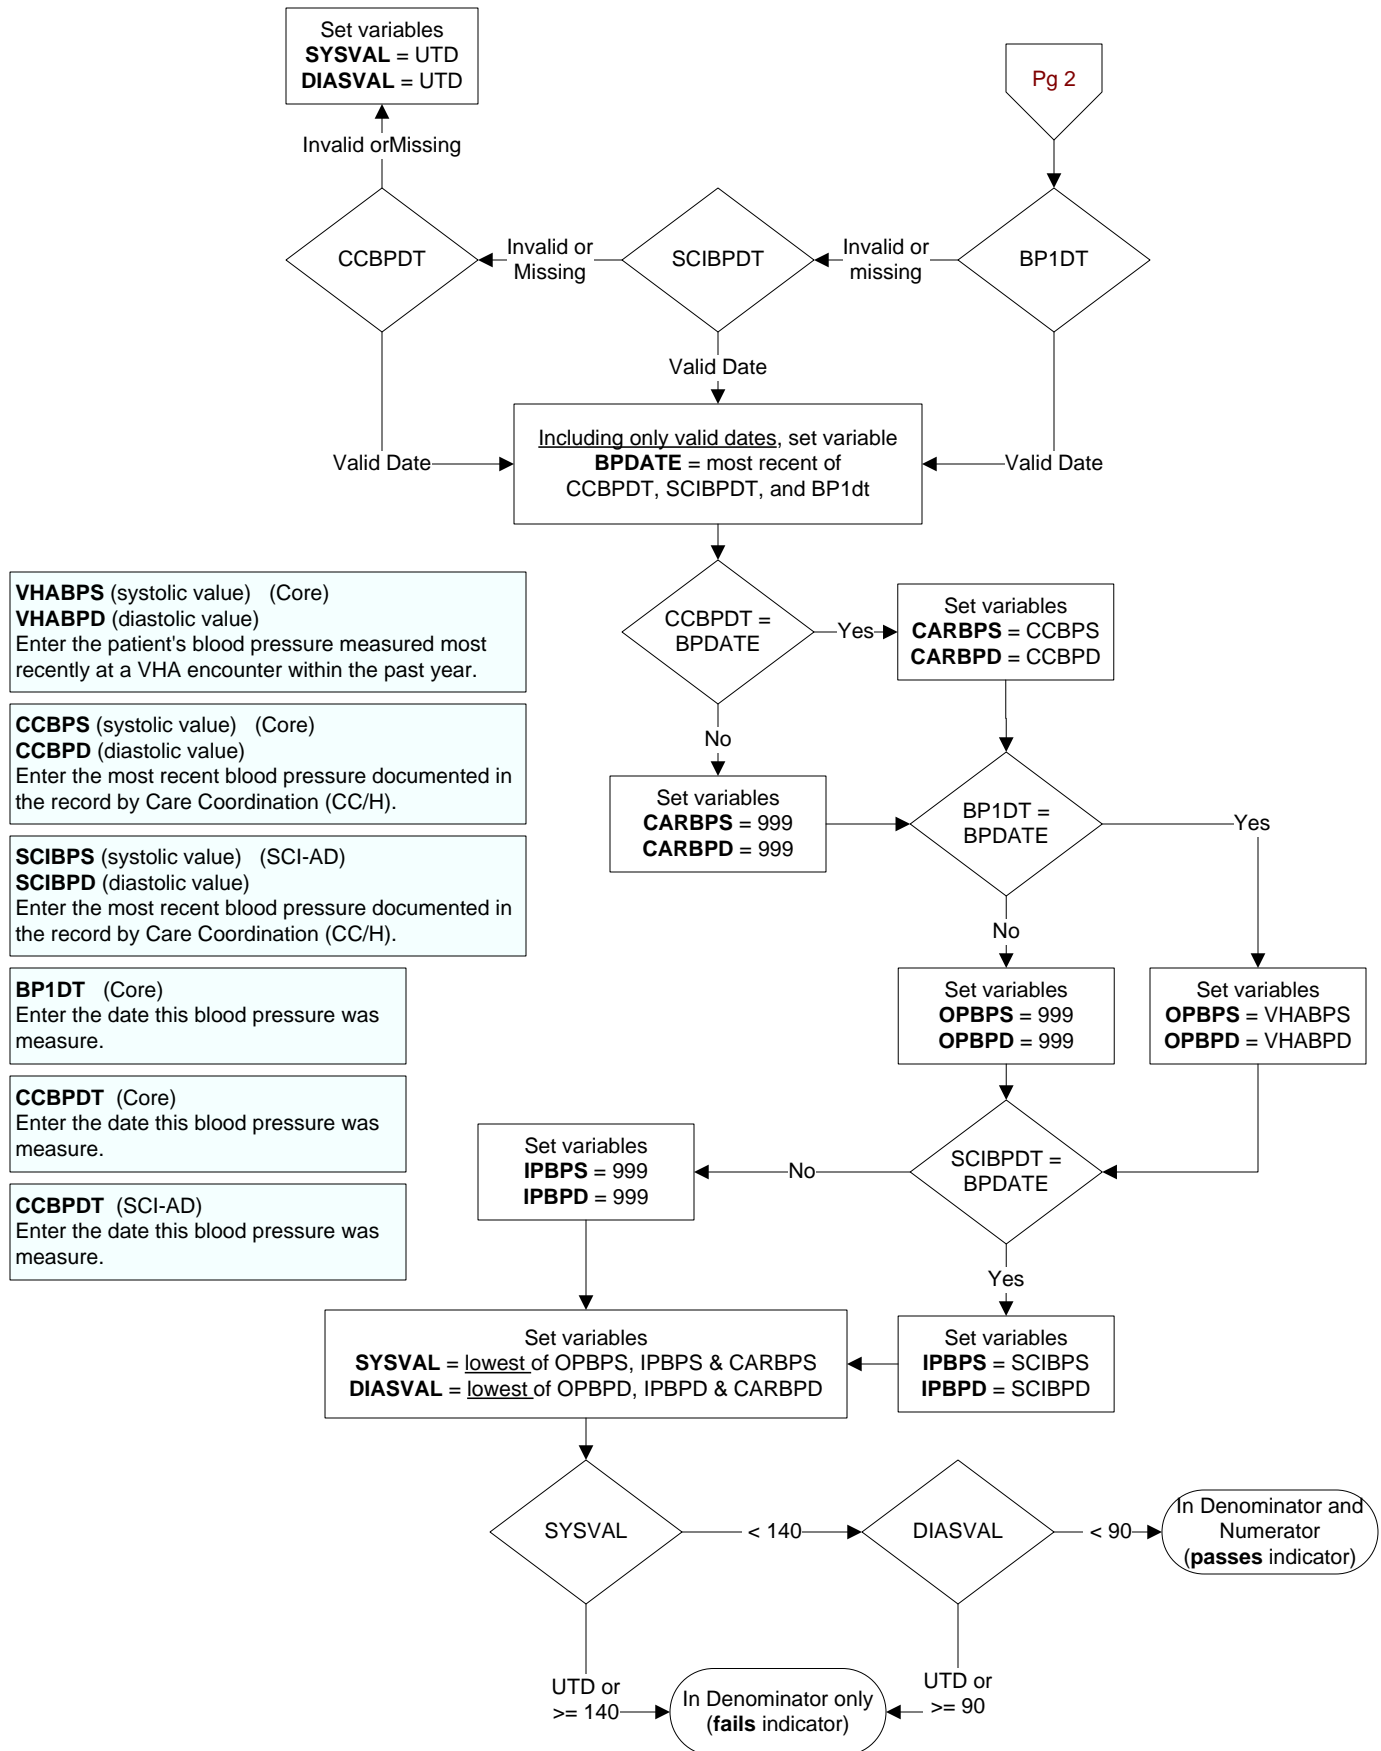 Set variables
SYSVAL = UTD
DIASVAL = UTD
Pg 2
Invalid orMissing
CCBPDT
Invalid or
Missing
SCIBPDT
Invalid or
missing
BP1DT
Valid Date
Valid Date
Including only valid dates, set variable
BPDATE = most recent of
CCBPDT, SCIBPDT, and BP1dt
Valid Date
VHABPS (systolic value) (Core)
VHABPD (diastolic value)
Enter the patient's blood pressure measured most
recently at a VHA encounter within the past year.
CCBPS (systolic value) (Core)
CCBPD (diastolic value)
Enter the most recent blood pressure documented in
the record by Care Coordination (CC/H).
SCIBPS (systolic value) (SCI-AD)
SCIBPD (diastolic value)
Enter the most recent blood pressure documented in
the record by Care Coordination (CC/H).
BP1DT (Core)
Enter the date this blood pressure was
measure.
CCBPDT (Core)
Enter the date this blood pressure was
measure.
CCBPDT (SCI-AD)
Enter the date this blood pressure was
measure.
CCBPDT =
BPDATE
Yes
Set variables
CARBPS = CCBPS
CARBPD = CCBPD
No
Set variables
CARBPS = 999
CARBPD = 999
BP1DT =
BPDATE
Yes
No
Set variables
OPBPS = 999
OPBPD = 999
Set variables
OPBPS = VHABPS
OPBPD = VHABPD
SCIBPDT =
BPDATE
No
Set variables
IPBPS = 999
IPBPD = 999
Yes
Set variables
IPBPS = SCIBPS
IPBPD = SCIBPD
Set variables
SYSVAL = lowest of OPBPS, IPBPS & CARBPS
DIASVAL = lowest of OPBPD, IPBPD & CARBPD
SYSVAL
< 140
DIASVAL
< 90
In Denominator and
Numerator
(passes indicator)
UTD or
>= 140
In Denominator only
(fails indicator)
UTD or
>= 90